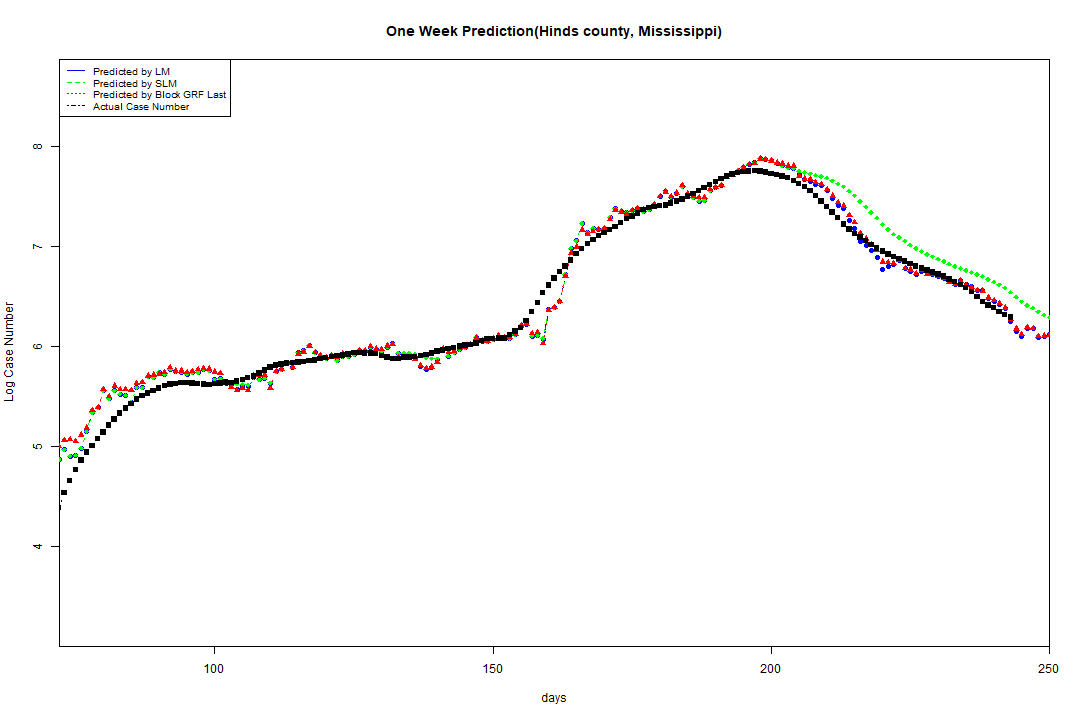 One Week Prediction(Hinds county, Mississippi)
Predicted by LM
Predicted by SLM
Predicted by Block GRF Last
Actual Case Number
Log Case Number
8
7
6
5
4
100 150 200 250
days